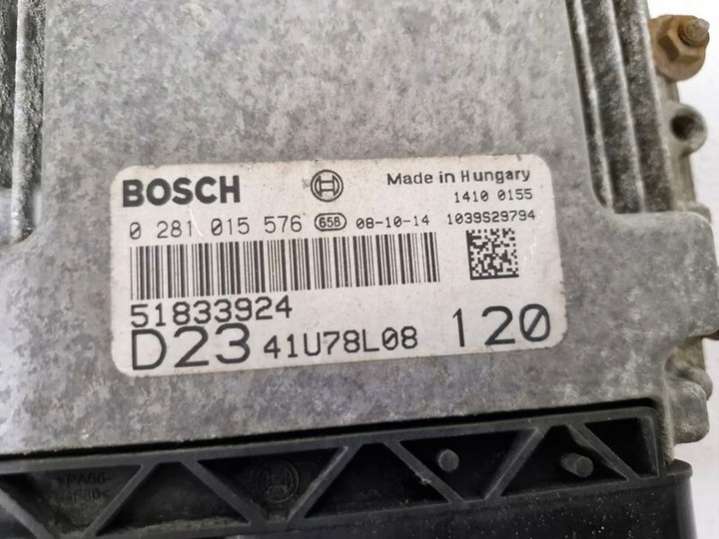 BOSCH Made in Hungary
1410 0155
0 281 015 576 658 08-10-14 1039S29794
51833924
D23 41U78L08 120